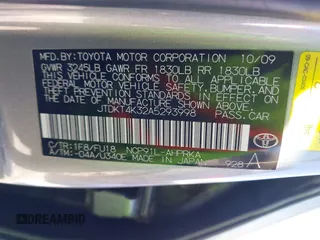 MFD. BY: TOYOTA MOTOR CORPORATION 10/09
GVWR 3245LB GAWR FR 1830LB RR 1830LB
THIS VEHICLE CONFORMS TO ALL APPLICABLE
FEDERAL MOTOR VEHICLE SAFETY, BUMPER,
AND THEFT PREVENTION STANDARDS IN EFFECT
ON THE DATE OF MANUFACTURE SHOWN ABOVE.
JTDKT4K32A5293998 PASS.CAR
C/TR:1F8/FU18 NCP91L-AHPRKA
A/TM:-04A/U340E MADE IN JAPAN 928 A
TOYOTA
DREAMBID